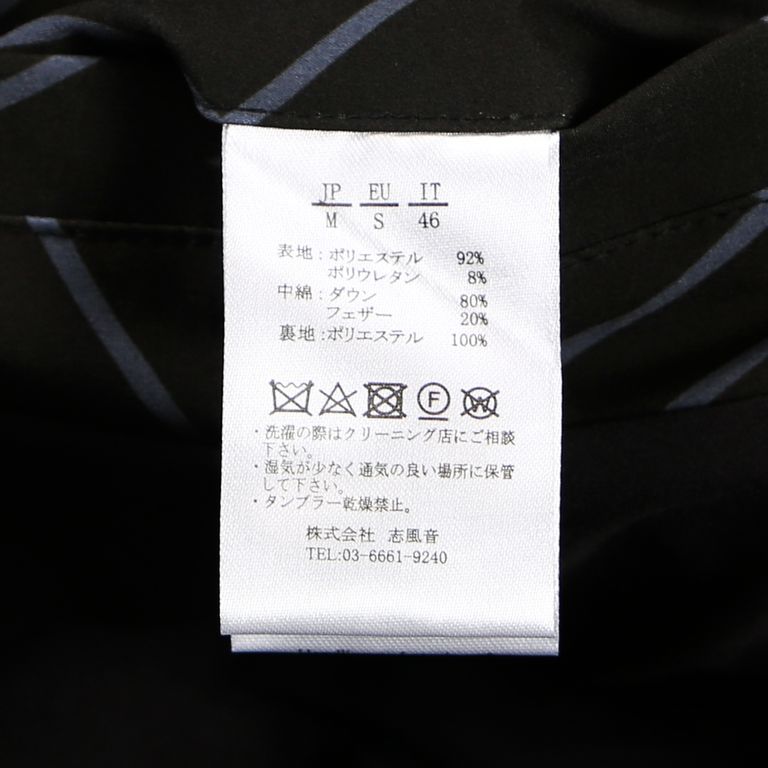 JP EU IT
M S 46
表地:ポリエステル 92%
ポリウレタン 8%
中綿:ダウン 80%
フェザー 20%
裏地:ポリエステル 100%
F W
・洗濯の際はクリーニング店にご相談
下さい。
・湿気が少なく通気の良い場所に保管
して下さい。
・タンブラー乾燥禁止。
株式会社 志風音
TEL:03-6661-9240